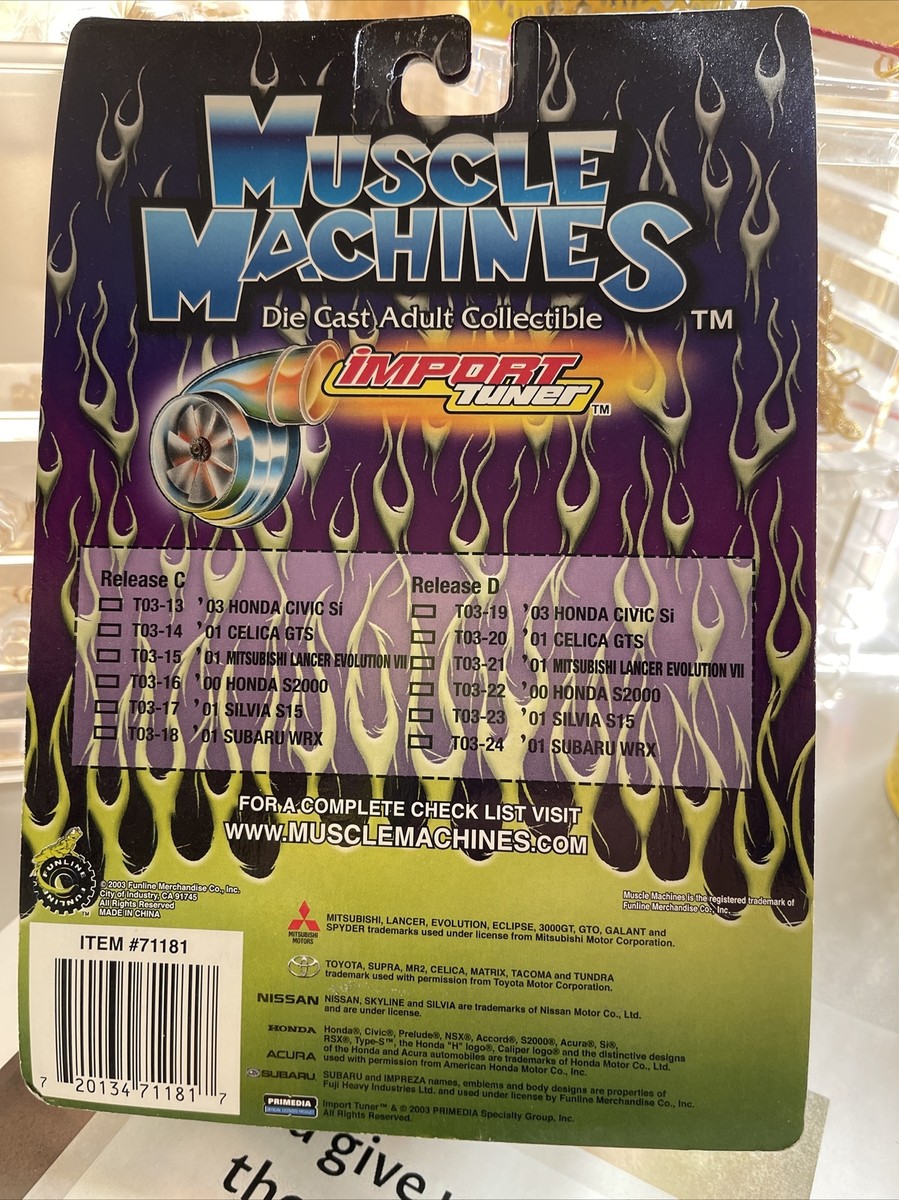 MUSCLE
MACHINES™
Die Cast Adult Collectible
IMPORT
TUNER™
Release C
T03-13 '03 HONDA CIVIC Si
T03-14 '01 CELICA GTS
T03-15 '01 MITSUBISHI LANCER EVOLUTION VII
T03-16 '00 HONDA S2000
T03-17 '01 SILVIA S15
T03-18 '01 SUBARU WRX
Release D
T03-19 '03 HONDA CIVIC Si
T03-20 '01 CELICA GTS
T03-21 '01 MITSUBISHI LANCER EVOLUTION VII
T03-22 '00 HONDA S2000
T03-23 '01 SILVIA S15
T03-24 '01 SUBARU WRX
FOR A COMPLETE CHECK LIST VISIT
WWW.MUSCLEMACHINES.COM
FUNLINE
FUNLINE
TM
© 2003 Funline Merchandise Co., Inc.
City of Industry, CA 91745
All Rights Reserved
MADE IN CHINA
Muscle Machines is the registered trademark of
Funline Merchandise Co., Inc.
ITEM #71181
7 20134 71181 7
MITSUBISHI
MOTORS
MITSUBISHI, LANCER, EVOLUTION, ECLIPSE, 3000GT, GTO, GALANT and
SPYDER trademarks used under license from Mitsubishi Motor Corporation.
TOYOTA, SUPRA, MR2, CELICA, MATRIX, TACOMA and TUNDRA
trademark used with permission from Toyota Motor Corporation.
NISSAN
NISSAN, SKYLINE and SILVIA are trademarks of Nissan Motor Co., Ltd.
and are under license.
HONDA
ACURA
Honda®, Civic®, Prelude®, NSX®, Accord®, S2000®, Acura®, Si®,
RSX®, Type-S™, the Honda "H" logo®, Caliper logo® and the distinctive designs
of the Honda and Acura automobiles are trademarks of Honda Motor Co., Ltd.
used with permission from American Honda Motor Co., Inc.
SUBARU
SUBARU and IMPREZA names, emblems and body designs are properties of
Fuji Heavy Industries Ltd. and used under license by Funline Merchandise Co., Inc.
PRIMEDIA
OFFICIAL LICENSED PRODUCT
Import Tuner™ & © 2003 PRIMEDIA Specialty Group, Inc.
All Rights Reserved.
give